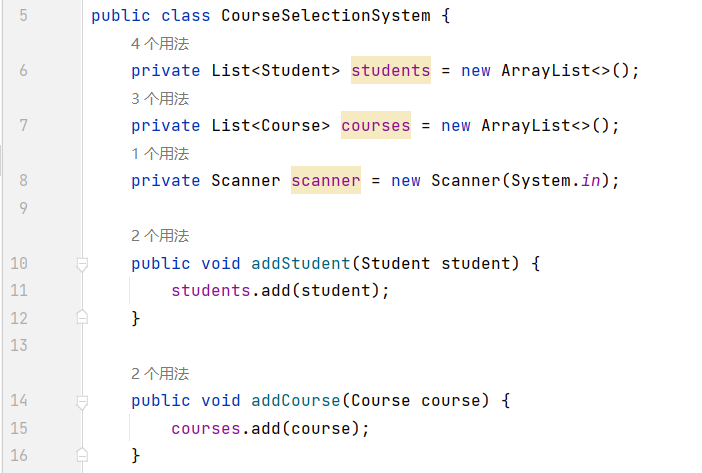 5 public class CourseSelectionSystem {
4 个用法
6 private List<Student> students = new ArrayList<>();
3 个用法
7 private List<Course> courses = new ArrayList<>();
1 个用法
8 private Scanner scanner = new Scanner(System.in);
9
2 个用法
10 public void addStudent(Student student) {
11 students.add(student);
12 }
13
2 个用法
14 public void addCourse(Course course) {
15 courses.add(course);
16 }